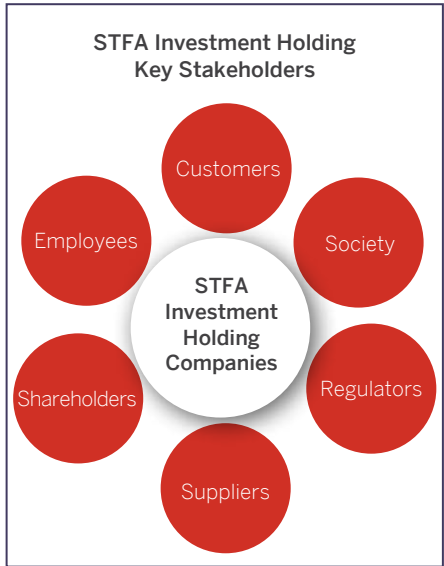 STFA Investment Holding
Key Stakeholders
Customers
Employees
Society
STFA
Investment
Holding
Companies
Shareholders
Regulators
Suppliers